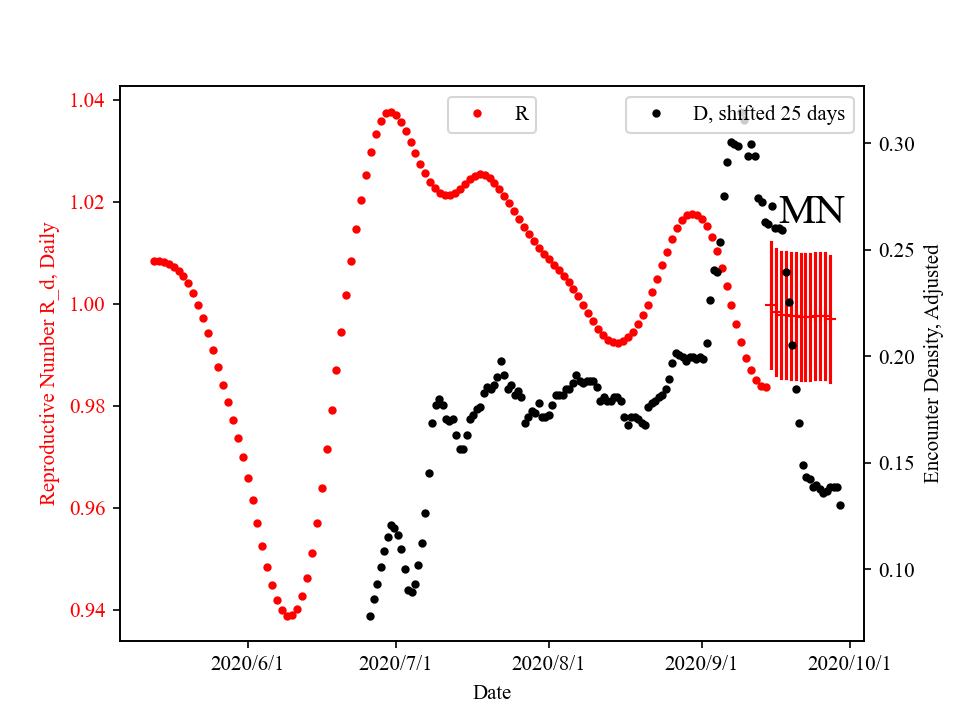 R
D, shifted 25 days
MN
1.04
1.02
1.00
0.98
0.96
0.94
Reproductive Number R_d, Daily
0.30
0.25
0.20
0.15
0.10
Encounter Density, Adjusted
2020/6/1
2020/7/1
2020/8/1
2020/9/1
2020/10/1
Date